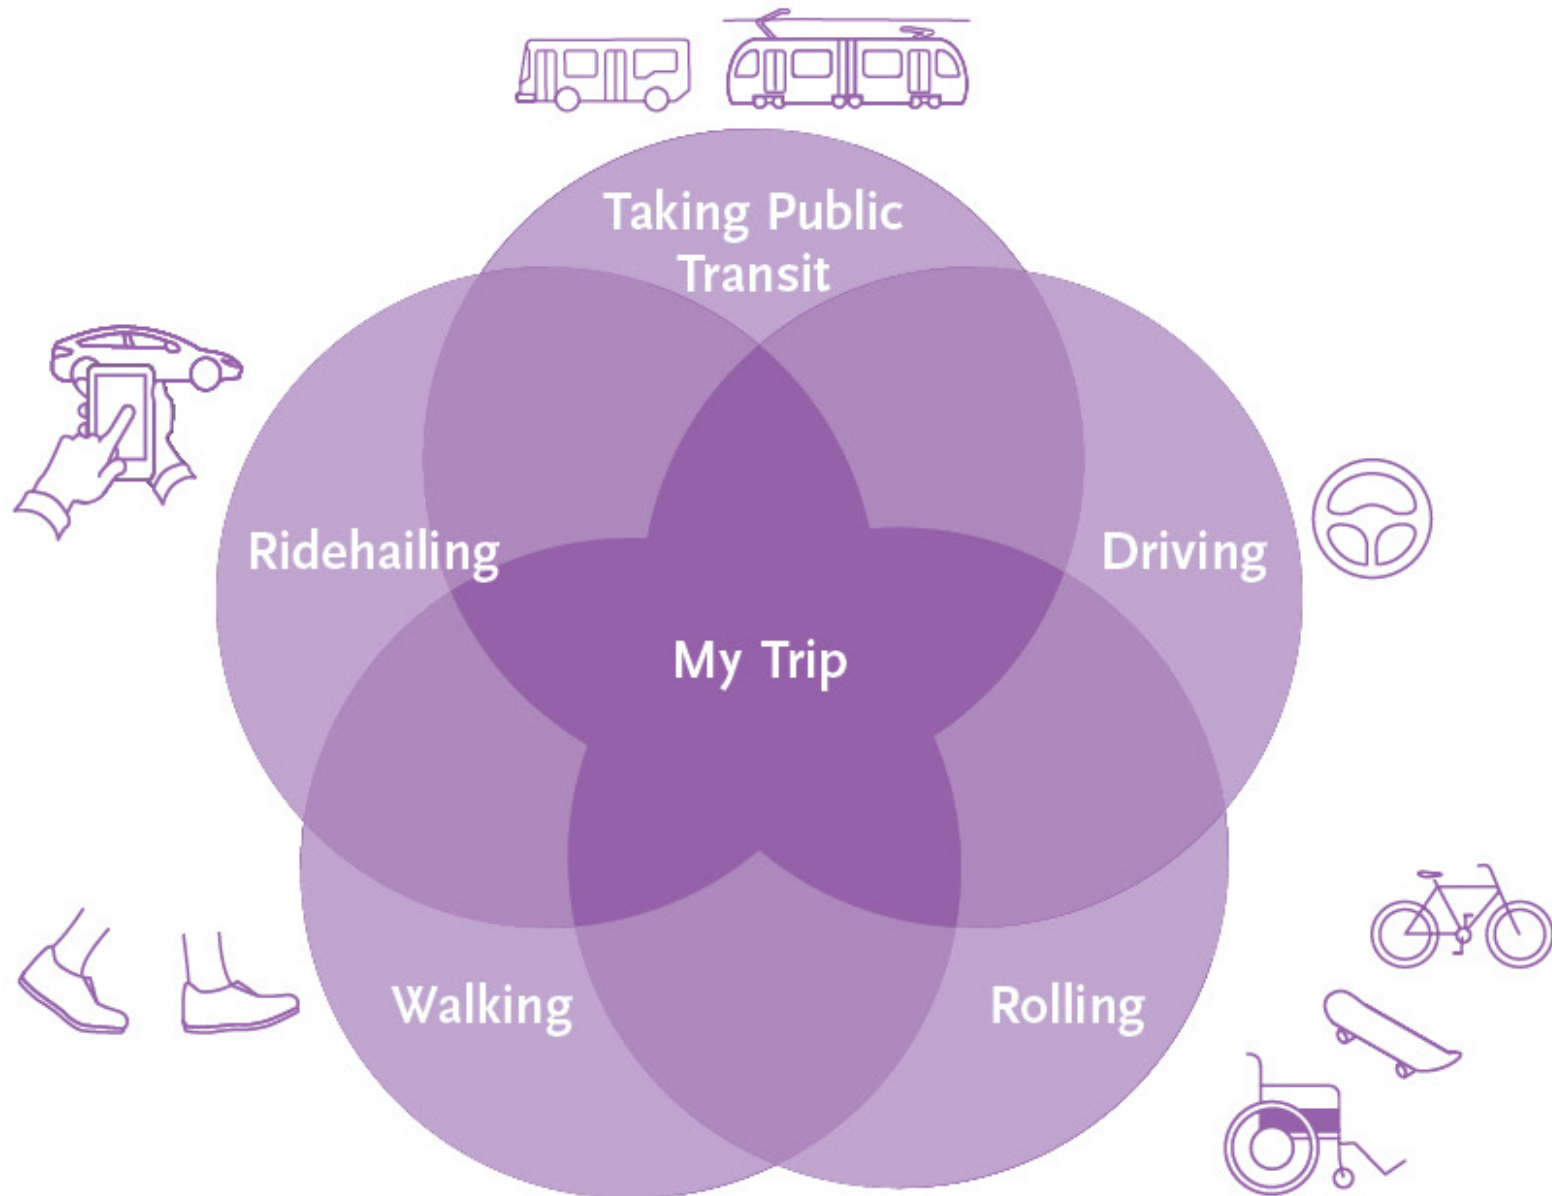 Taking Public
Transit
Ridehailing
Driving
My Trip
Walking
Rolling